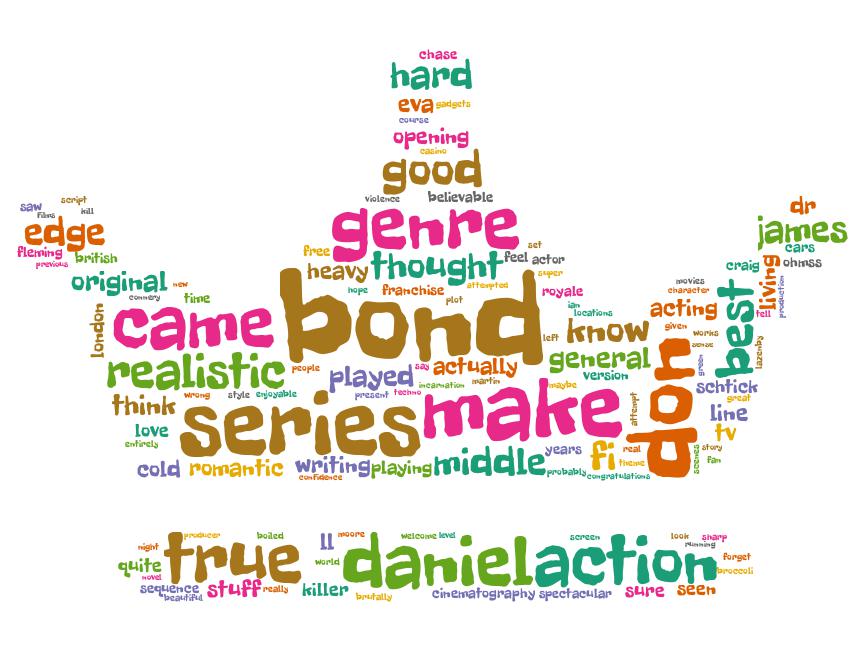 chase
hard
eva gadgets
course
opening
casino
good
violence believable
saw script
films kill
edge
fleming british
previous
genre
dr
james
cars
ohmss
free set
thought feel actor
heavy super
original new
connery time
hope franchise attempted
plot royale
craig living
production
movies
character
london came bond
ian
locations
left know
acting
given works
sense
best
tell
lazenby
realistic people
played say actually
general
version
incarnation martin maybe
present techno
green
schtick
great
think wrong style enjoyable
series make
attempt don
line
tv
love
entirely
cold romantic writing playing middle
confidence
years
probably congratulations
fi real
theme
scenes story
fan
night producer boiled
ll moore welcome level
screen look sharp
running
quite true
world
daniel action
forget
broccoli
novel
sequence stuff really killer
beautiful
brutally
cinematography spectacular sure seen